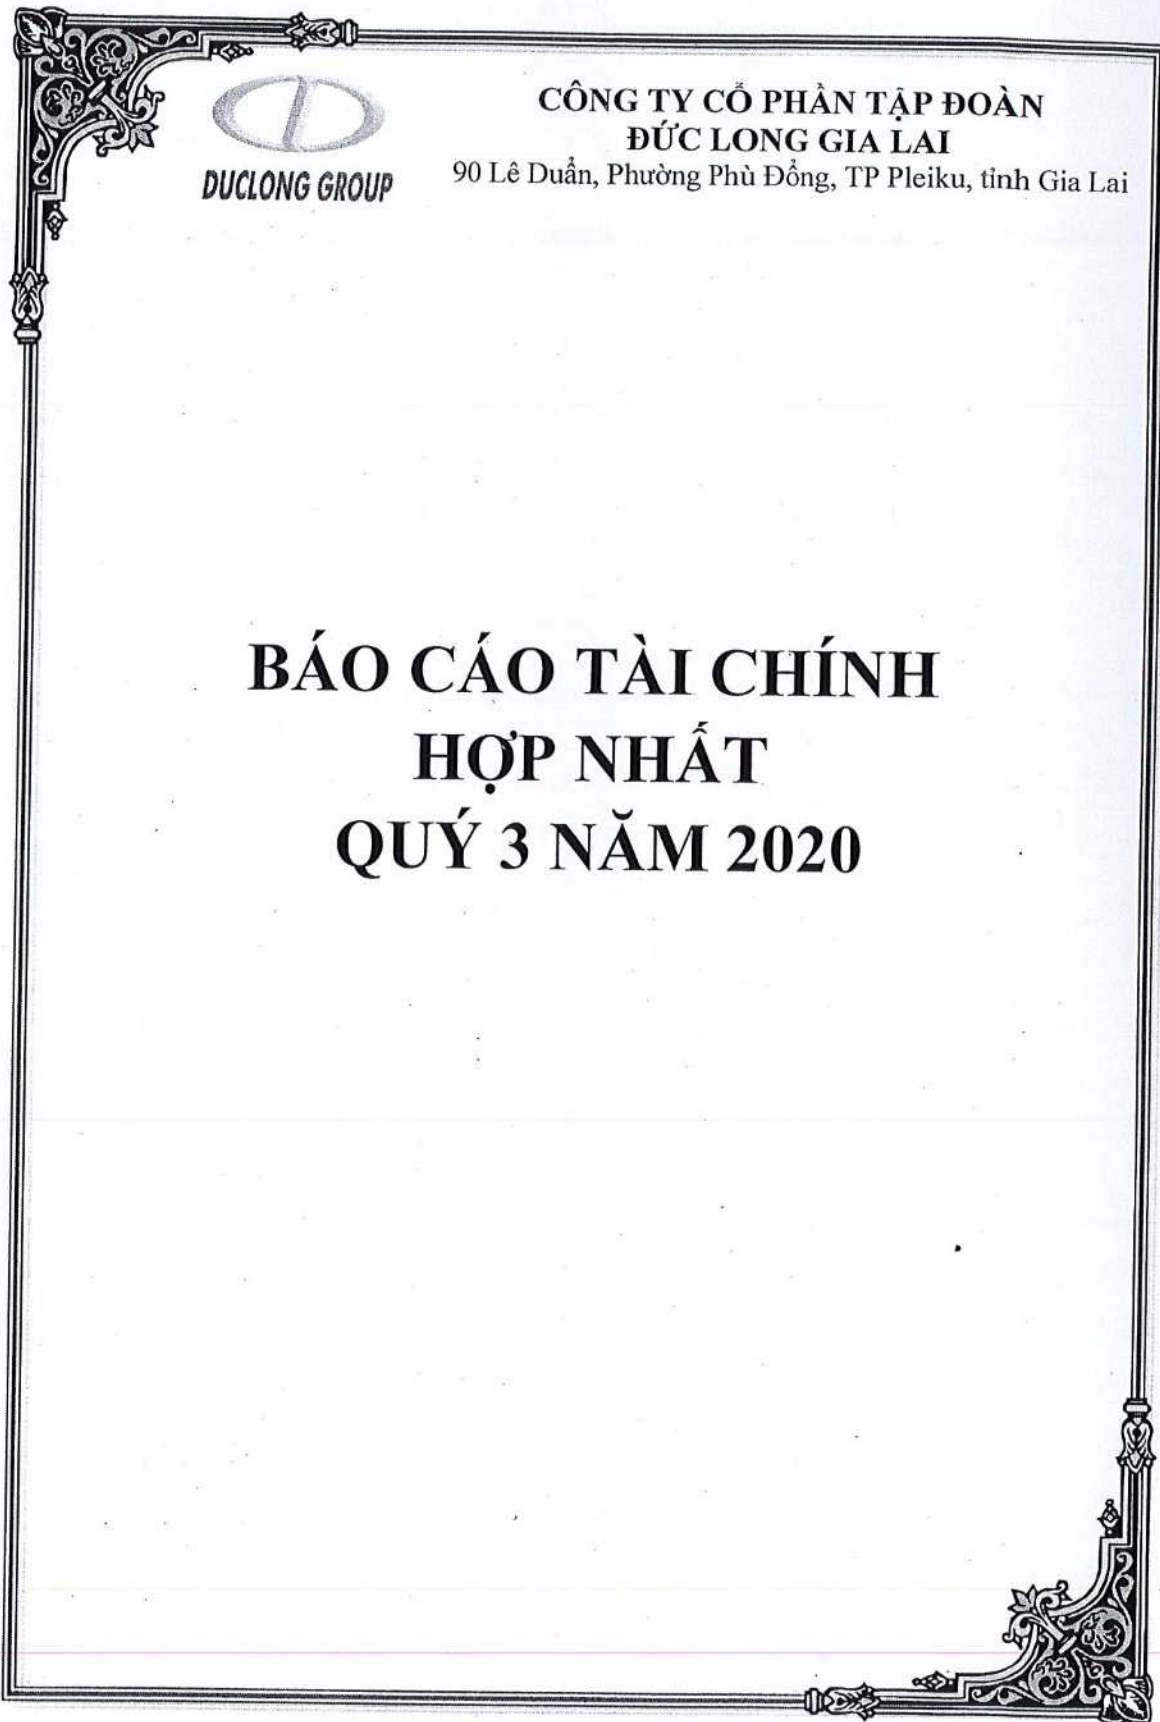 DUCLONG GROUP
CÔNG TY CỔ PHẦN TẬP ĐOÀN
ĐỨC LONG GIA LAI
90 Lê Duẩn, Phường Phù Đổng, TP Pleiku, tỉnh Gia Lai
BÁO CÁO TÀI CHÍNH
HỢP NHẤT
QUÝ 3 NĂM 2020